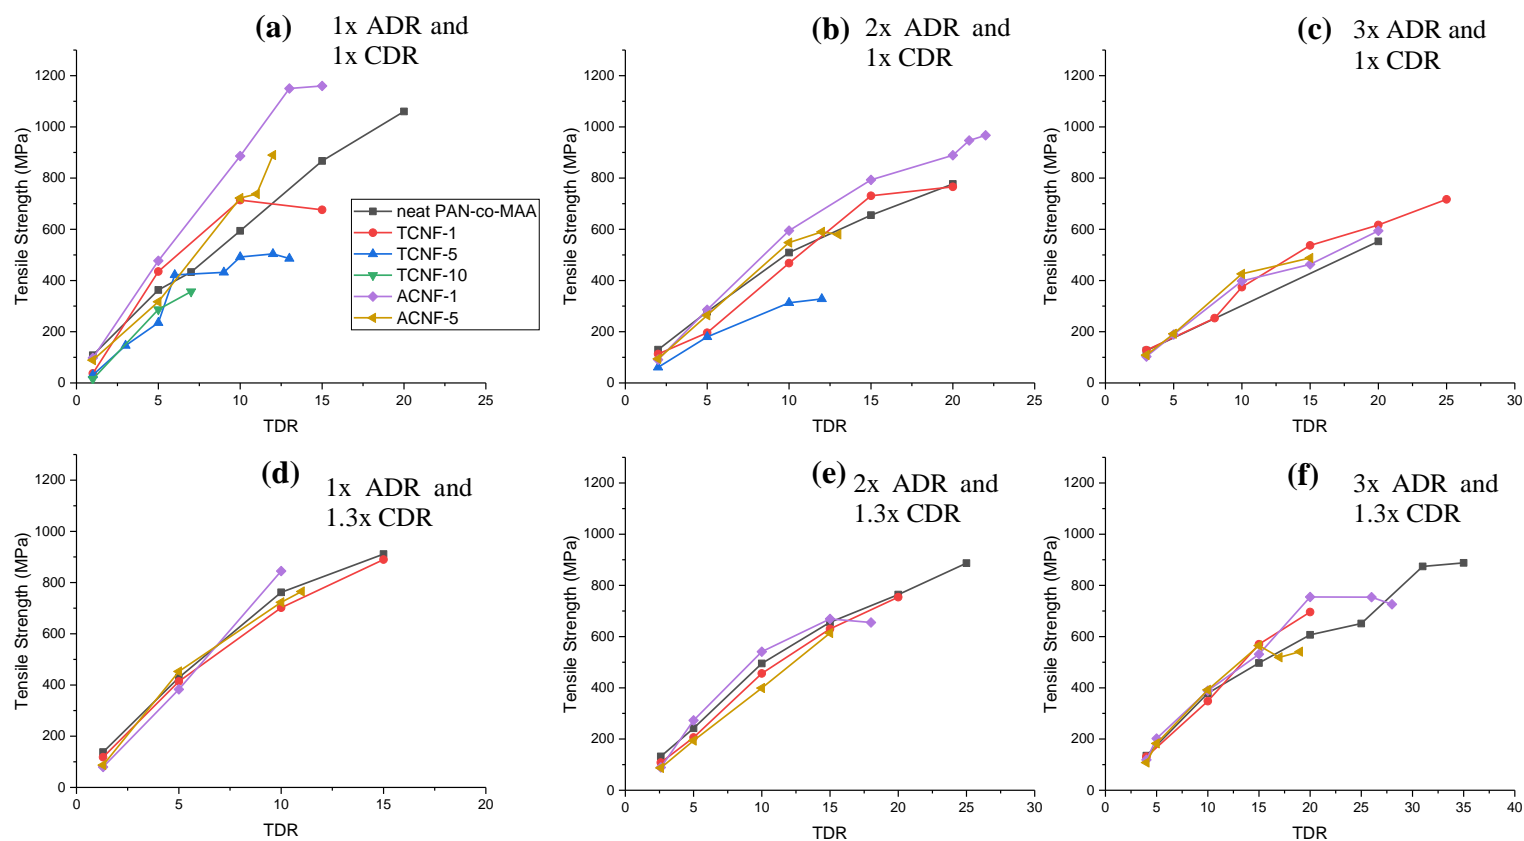 (a) 1x ADR and
1x CDR
1200
1000
800
600
400
200
0
Tensile Strength (MPa)
0 5 10 15 20 25
TDR
neat PAN-co-MAA
TCNF-1
TCNF-5
TCNF-10
ACNF-1
ACNF-5
(b) 2x ADR and
1x CDR
1200
1000
800
600
400
200
0
Tensile Strength (MPa)
0 5 10 15 20 25
TDR
(c) 3x ADR and
1x CDR
1200
1000
800
600
400
200
0
Tensile Strength (MPa)
0 5 10 15 20 25 30
TDR
(d) 1x ADR and
1.3x CDR
1200
1000
800
600
400
200
0
Tensile Strength (MPa)
0 5 10 15 20
TDR
(e) 2x ADR and
1.3x CDR
1200
1000
800
600
400
200
0
Tensile Strength (MPa)
0 5 10 15 20 25 30
TDR
(f) 3x ADR and
1.3x CDR
1200
1000
800
600
400
200
0
Tensile Strength (MPa)
0 5 10 15 20 25 30 35 40
TDR